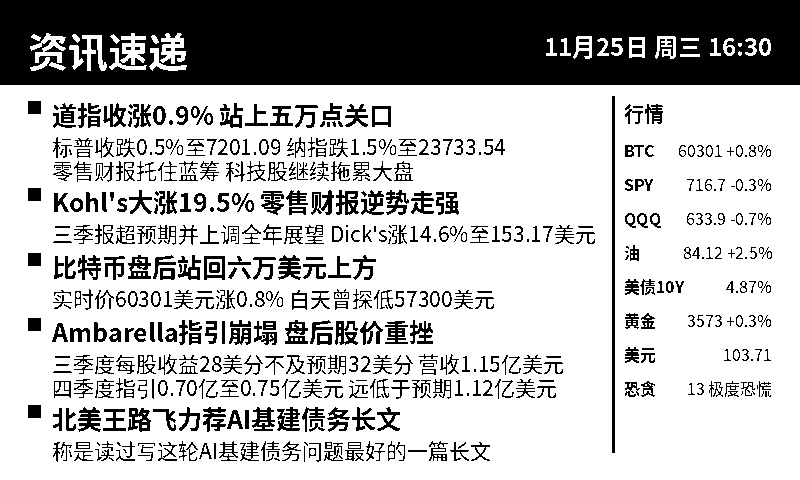 资讯速递
11月25日 周三 16:30
道指收涨0.9% 站上五万点关口
标普收跌0.5%至7201.09 纳指跌1.5%至23733.54
零售财报托住蓝筹 科技股继续拖累大盘
Kohl's大涨19.5% 零售财报逆势走强
三季报超预期并上调全年展望 Dick's涨14.6%至153.17美元
比特币盘后站回六万美元上方
实时价60301美元涨0.8% 白天曾探低57300美元
Ambarella指引崩塌 盘后股价重挫
三季度每股收益28美分不及预期32美分 营收1.15亿美元
四季度指引0.70亿至0.75亿美元 远低于预期1.12亿美元
北美王路飞力荐AI基建债务长文
称是读过写这轮AI基建债务问题最好的一篇长文
行情
BTC 60301 +0.8%
SPY 716.7 -0.3%
QQQ 633.9 -0.7%
油 84.12 +2.5%
美债10Y 4.87%
黄金 3573 +0.3%
美元 103.71
恐贪 13 极度恐慌